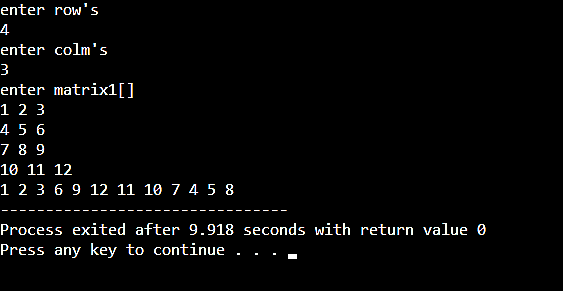 enter row's
4
enter colm's
3
enter matrix1[]
1 2 3
4 5 6
7 8 9
10 11 12
1 2 3 6 9 12 11 10 7 4 5 8
--------------------------------
Process exited after 9.918 seconds with return value 0
Press any key to continue . . .